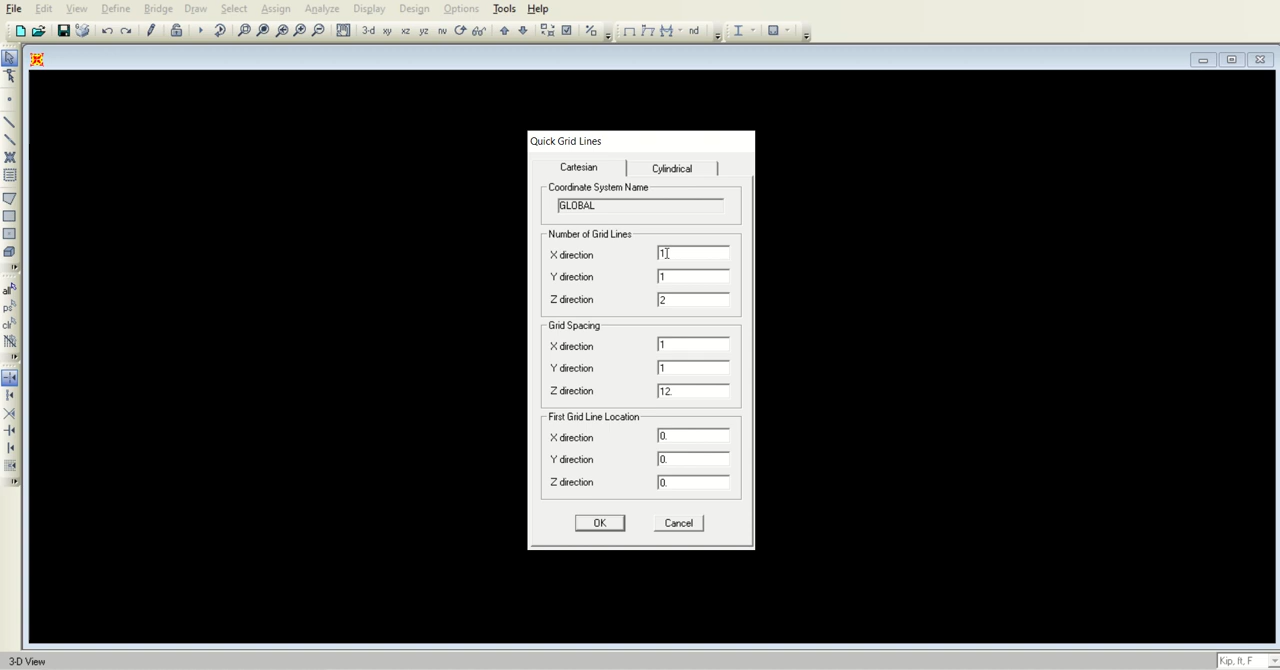 File Edit View Define Bridge Draw Select Assign Analyze Display Design Options Tools Help
3-d xy xz yz nv nd
Quick Grid Lines
Cartesian Cylindrical
Coordinate System Name
GLOBAL
Number of Grid Lines
X direction 1
Y direction 1
Z direction 2
Grid Spacing
X direction 1
Y direction 1
Z direction 12.
First Grid Line Location
X direction 0.
Y direction 0.
Z direction 0.
OK Cancel
all
ps
clr
3-D View Kip, ft, F